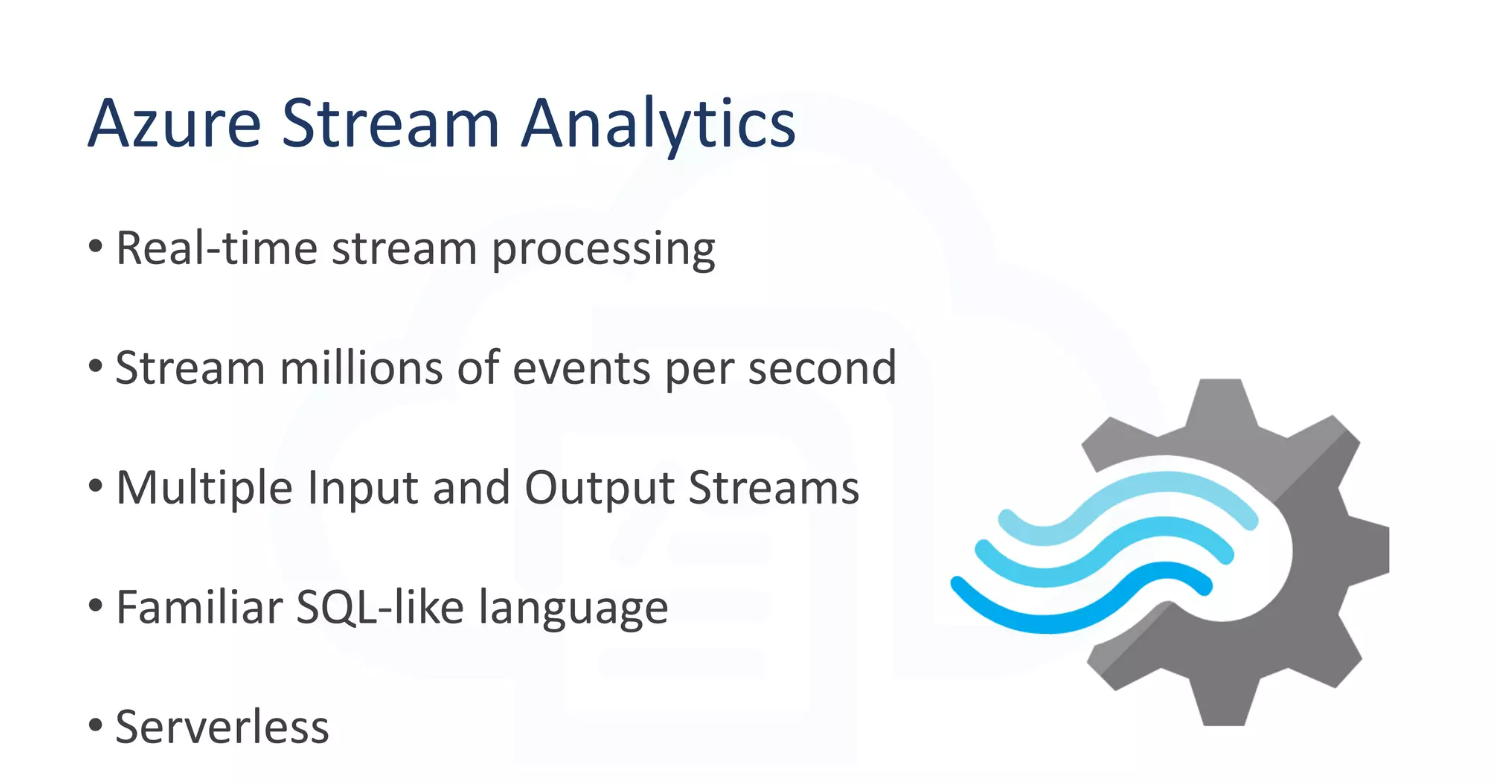 Azure Stream Analytics
• Real-time stream processing
• Stream millions of events per second
• Multiple Input and Output Streams
• Familiar SQL-like language
• Serverless